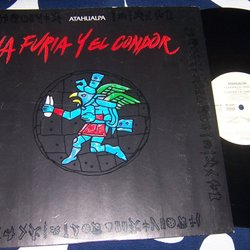 ATAHUALPA
LA FURIA Y EL CONDOR